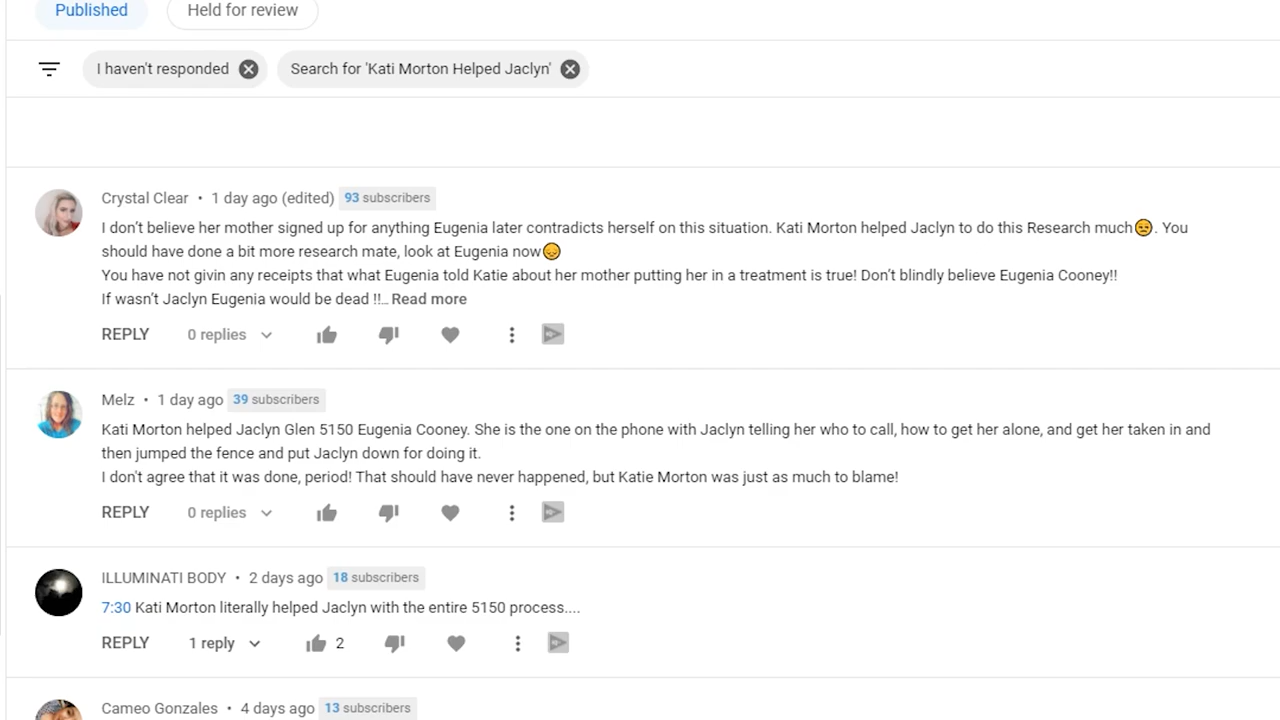 Published Held for review
I haven't responded Search for 'Kati Morton Helped Jaclyn'
Crystal Clear • 1 day ago (edited) 93 subscribers
I don't believe her mother signed up for anything Eugenia later contradicts herself on this situation. Kati Morton helped Jaclyn to do this Research much😒. You
should have done a bit more research mate, look at Eugenia now😔
You have not givin any receipts that what Eugenia told Katie about her mother putting her in a treatment is true! Don't blindly believe Eugenia Cooney!!
If wasn't Jaclyn Eugenia would be dead !!... Read more
REPLY 0 replies
Melz • 1 day ago 39 subscribers
Kati Morton helped Jaclyn Glen 5150 Eugenia Cooney. She is the one on the phone with Jaclyn telling her who to call, how to get her alone, and get her taken in and
then jumped the fence and put Jaclyn down for doing it.
I don't agree that it was done, period! That should have never happened, but Katie Morton was just as much to blame!
REPLY 0 replies
ILLUMINATI BODY • 2 days ago 18 subscribers
7:30 Kati Morton literally helped Jaclyn with the entire 5150 process....
REPLY 1 reply 2
Cameo Gonzales • 4 days ago 13 subscribers